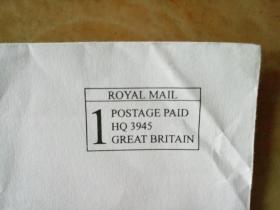 ROYAL MAIL
1
POSTAGE PAID
HQ 3945
GREAT BRITAIN